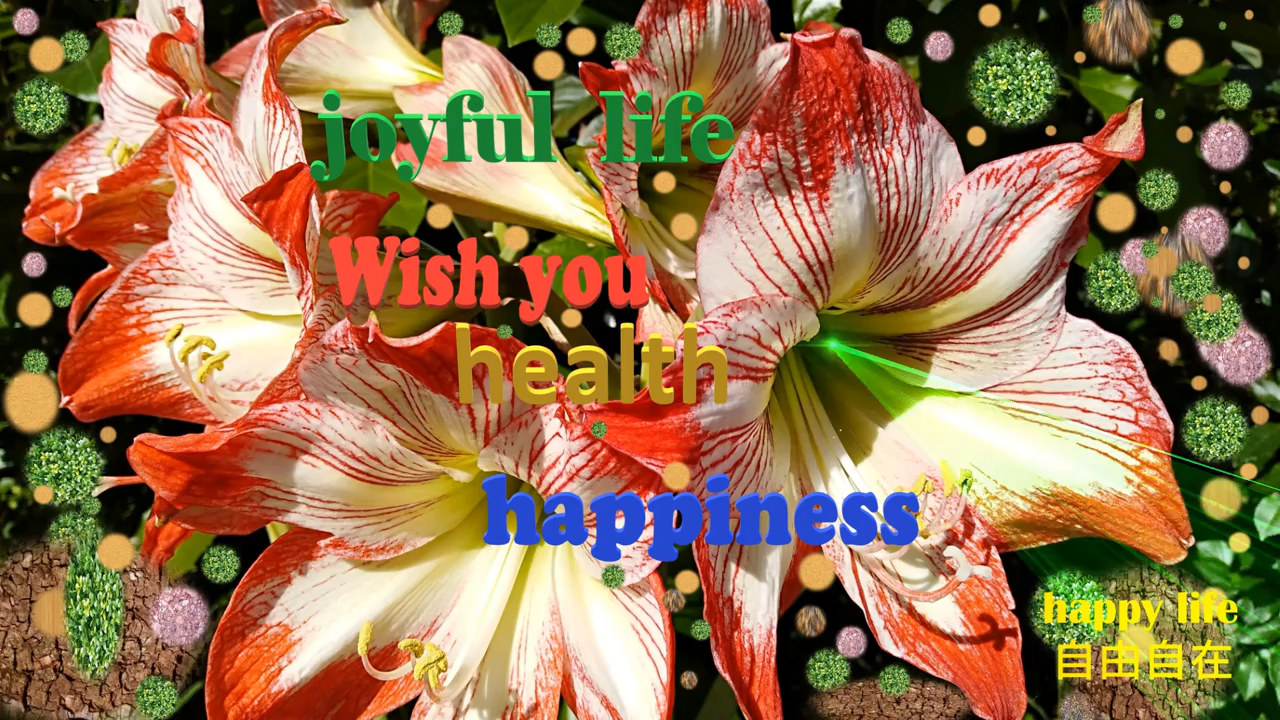 joyful life
Wish you
health
happiness
happy life
自由自在